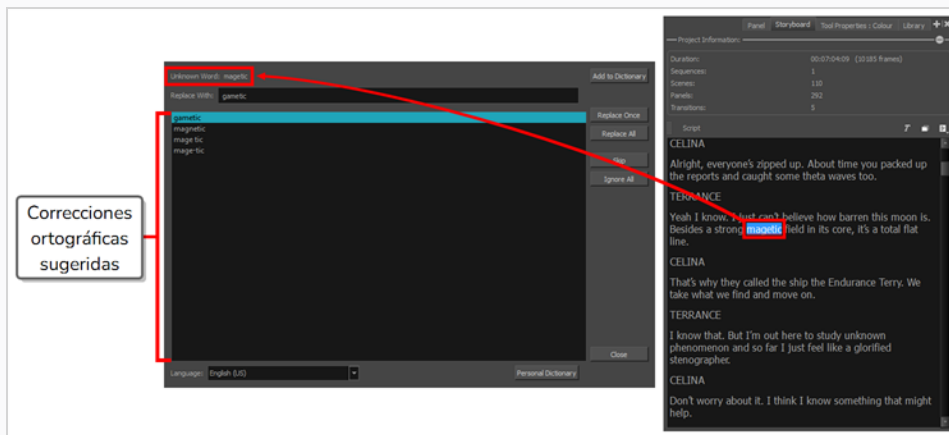 Correcciones
ortográficas
sugeridas
Unknown Word: magetic
Add to Dictionary
Replace With: gametic
gametic
magnetic
mage tic
mage-tic
Replace Once
Replace All
Skip
Ignore All
Close
Language: English (US)
Personal Dictionary
Panel Storyboard Tool Properties : Colour Library
Project Information:
Duration: 00:07:04:09 (10185 frames)
Sequences: 1
Scenes: 110
Panels: 292
Transitions: 5
Script
CELINA
Alright, everyone's zipped up. About time you packed up
the reports and caught some theta waves too.
TERRANCE
Yeah I know. I just can't believe how barren this moon is.
Besides a strong magetic field in its core, it's a total flat
line.
CELINA
That's why they called the ship the Endurance Terry. We
take what we find and move on.
TERRANCE
I know that. But I'm out here to study unknown
phenomenon and so far I just feel like a glorified
stenographer.
CELINA
Don't worry about it. I think I know something that might
help.